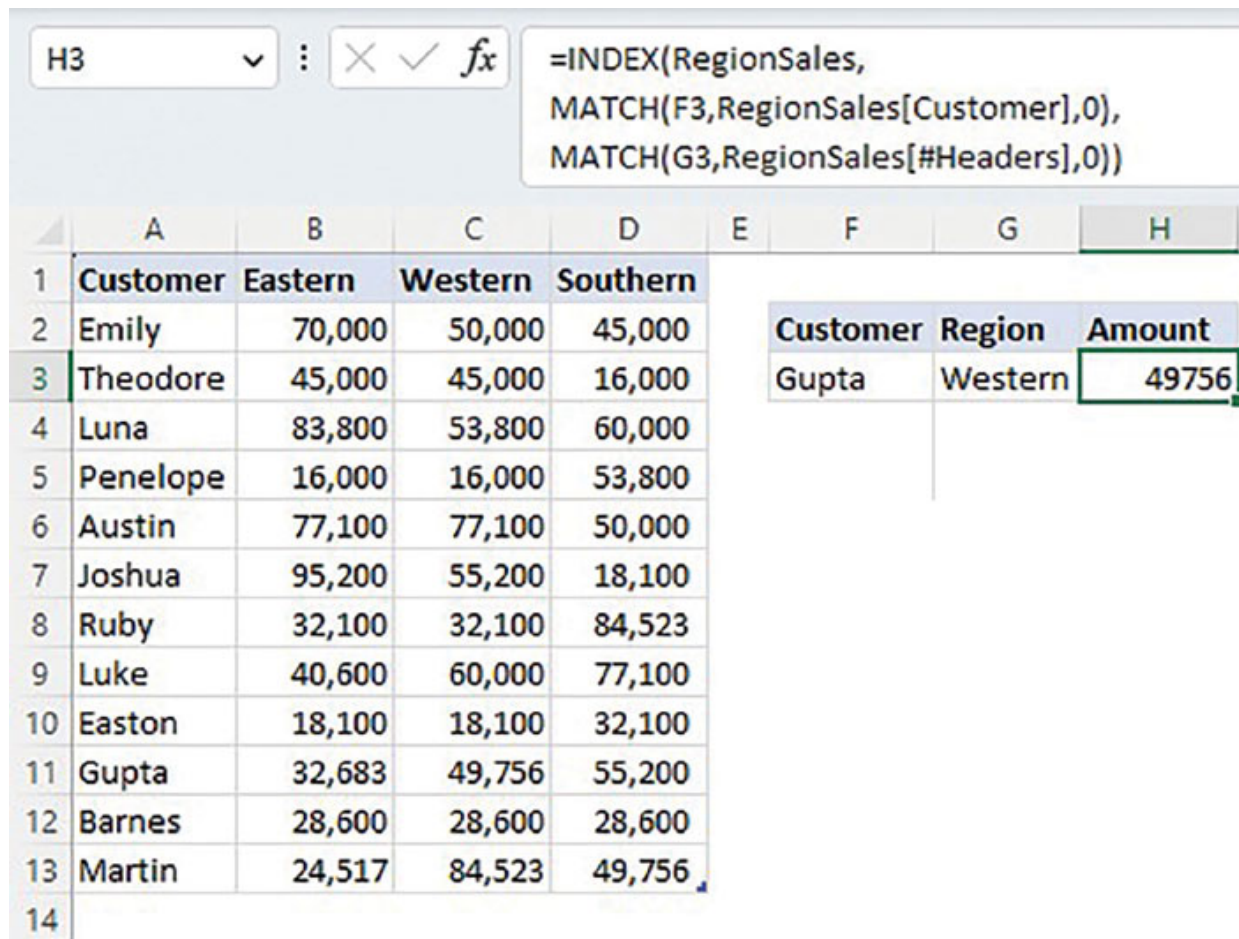 H3 fx =INDEX(RegionSales,
MATCH(F3,RegionSales[Customer],0),
MATCH(G3,RegionSales[#Headers],0))
A B C D E F G H
1 Customer Eastern Western Southern
2 Emily 70,000 50,000 45,000 Customer Region Amount
3 Theodore 45,000 45,000 16,000 Gupta Western 49756
4 Luna 83,800 53,800 60,000
5 Penelope 16,000 16,000 53,800
6 Austin 77,100 77,100 50,000
7 Joshua 95,200 55,200 18,100
8 Ruby 32,100 32,100 84,523
9 Luke 40,600 60,000 77,100
10 Easton 18,100 18,100 32,100
11 Gupta 32,683 49,756 55,200
12 Barnes 28,600 28,600 28,600
13 Martin 24,517 84,523 49,756
14